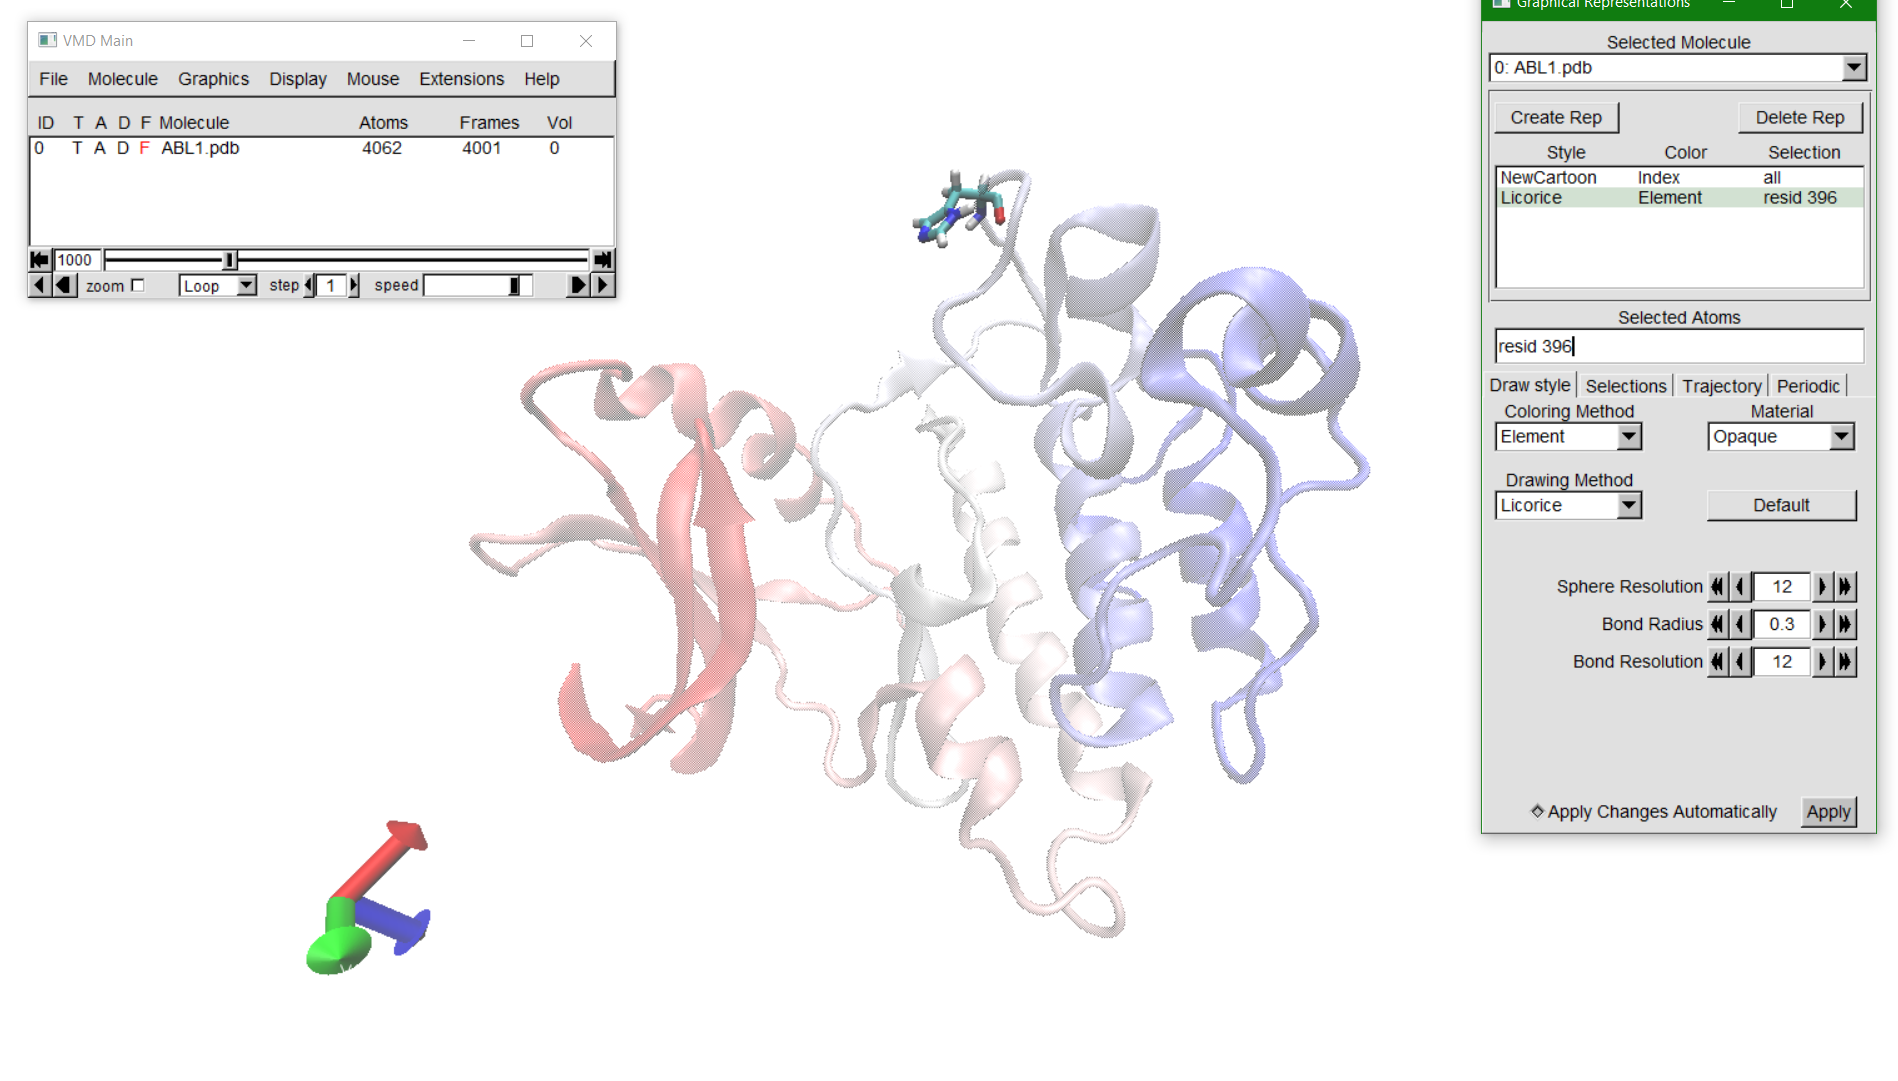 VMD Main
File Molecule Graphics Display Mouse Extensions Help
ID T A D F Molecule Atoms Frames Vol
0 T A D F ABL1.pdb 4062 4001 0
1000
zoom Loop step 1 speed
Graphical Representations
Selected Molecule
0: ABL1.pdb
Create Rep Delete Rep
Style Color Selection
NewCartoon Index all
Licorice Element resid 396
Selected Atoms
resid 396
Draw style Selections Trajectory Periodic
Coloring Method Material
Element Opaque
Drawing Method
Licorice Default
Sphere Resolution 12
Bond Radius 0.3
Bond Resolution 12
Apply Changes Automatically Apply